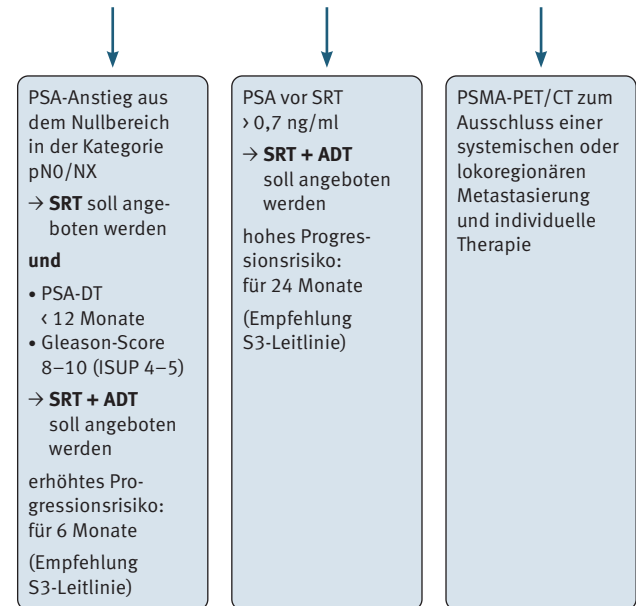 PSA-Anstieg aus
dem Nullbereich
in der Kategorie
pN0/NX
→ SRT soll ange-
boten werden
und
• PSA-DT
‹ 12 Monate
• Gleason-Score
8–10 (ISUP 4–5)
→ SRT + ADT
soll angeboten
werden
erhöhtes Pro-
gressionsrisiko:
für 6 Monate
(Empfehlung
S3-Leitlinie)
PSA vor SRT
› 0,7 ng/ml
→ SRT + ADT
soll angeboten
werden
hohes Progres-
sionsrisiko:
für 24 Monate
(Empfehlung
S3-Leitlinie)
PSMA-PET/CT zum
Ausschluss einer
systemischen oder
lokoregionären
Metastasierung
und individuelle
Therapie